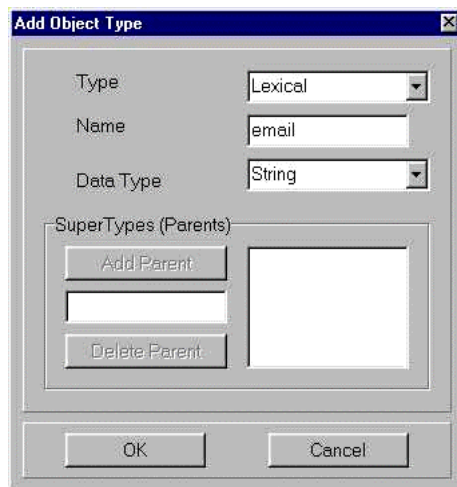 Add Object Type
Type
Lexical
Name
email
Data Type
String
SuperTypes (Parents)
Add Parent
Delete Parent
OK
Cancel